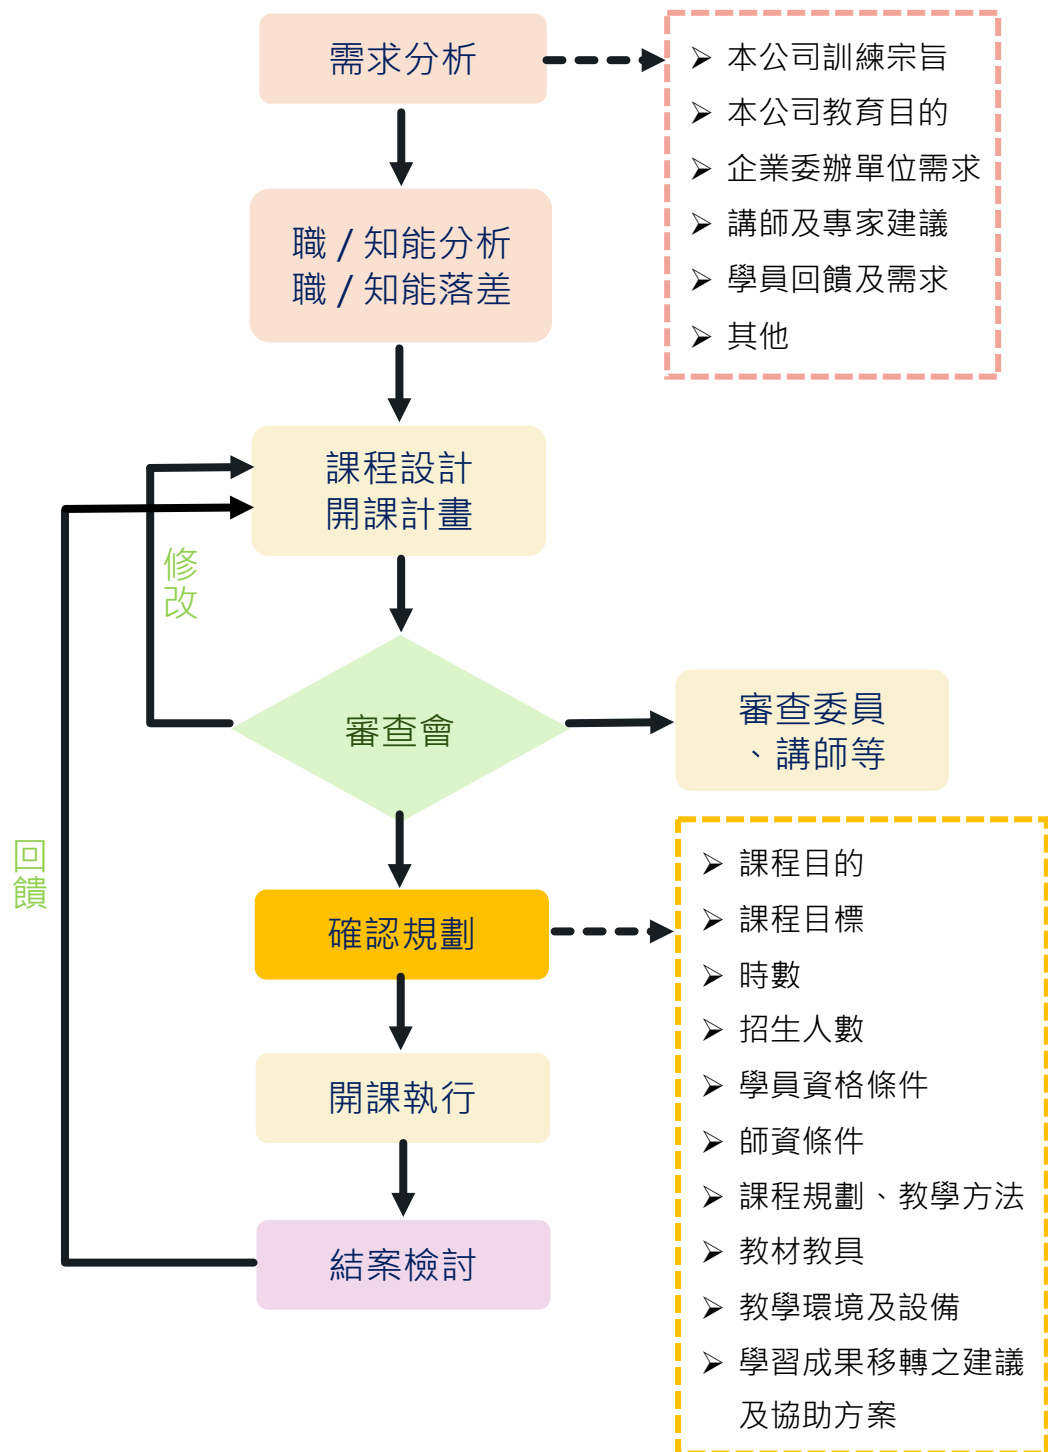 需求分析
➢ 本公司訓練宗旨
➢ 本公司教育目的
➢ 企業委辦單位需求
➢ 講師及專家建議
➢ 學員回饋及需求
➢ 其他
職/知能分析
職/知能落差
課程設計
開課計畫
修改
審查會
審查委員
、講師等
回饋
確認規劃
➢ 課程目的
➢ 課程目標
➢ 時數
➢ 招生人數
➢ 學員資格條件
➢ 師資條件
➢ 課程規劃、教學方法
➢ 教材教具
➢ 教學環境及設備
➢ 學習成果移轉之建議
及協助方案
開課執行
結案檢討